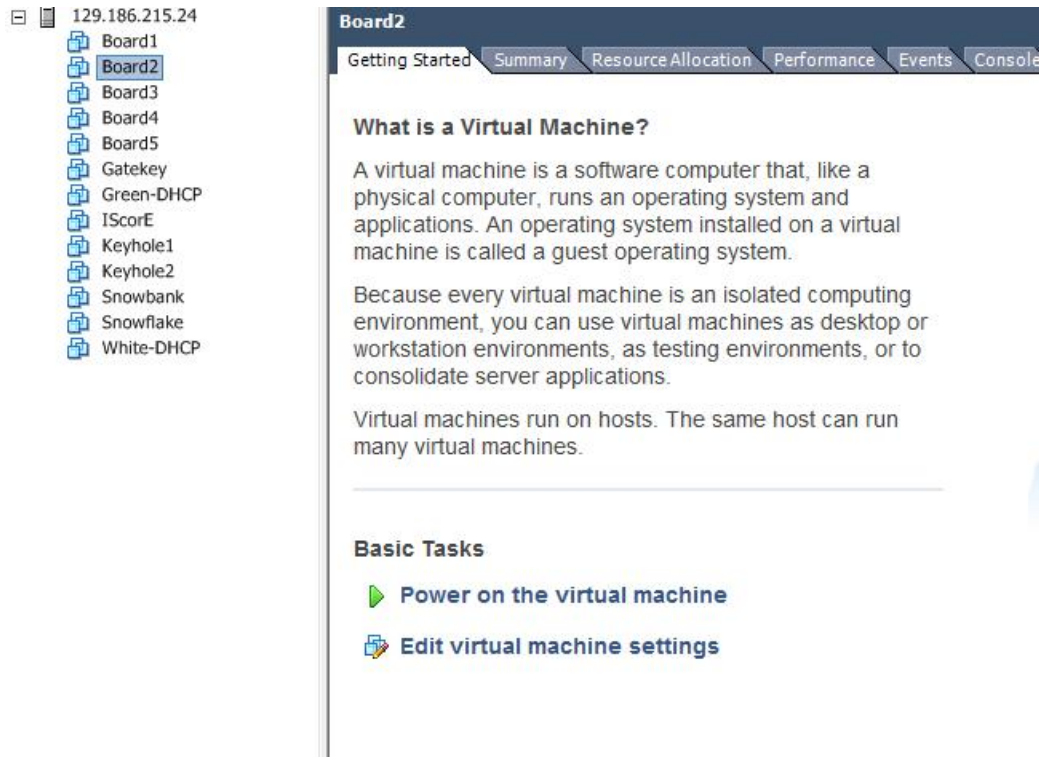 129.186.215.24
Board1
Board2
Board3
Board4
Board5
Gatekey
Green-DHCP
IScorE
Keyhole1
Keyhole2
Snowbank
Snowflake
White-DHCP
Board2
Getting Started Summary Resource Allocation Performance Events Console
What is a Virtual Machine?
A virtual machine is a software computer that, like a
physical computer, runs an operating system and
applications. An operating system installed on a virtual
machine is called a guest operating system.
Because every virtual machine is an isolated computing
environment, you can use virtual machines as desktop or
workstation environments, as testing environments, or to
consolidate server applications.
Virtual machines run on hosts. The same host can run
many virtual machines.
Basic Tasks
Power on the virtual machine
Edit virtual machine settings